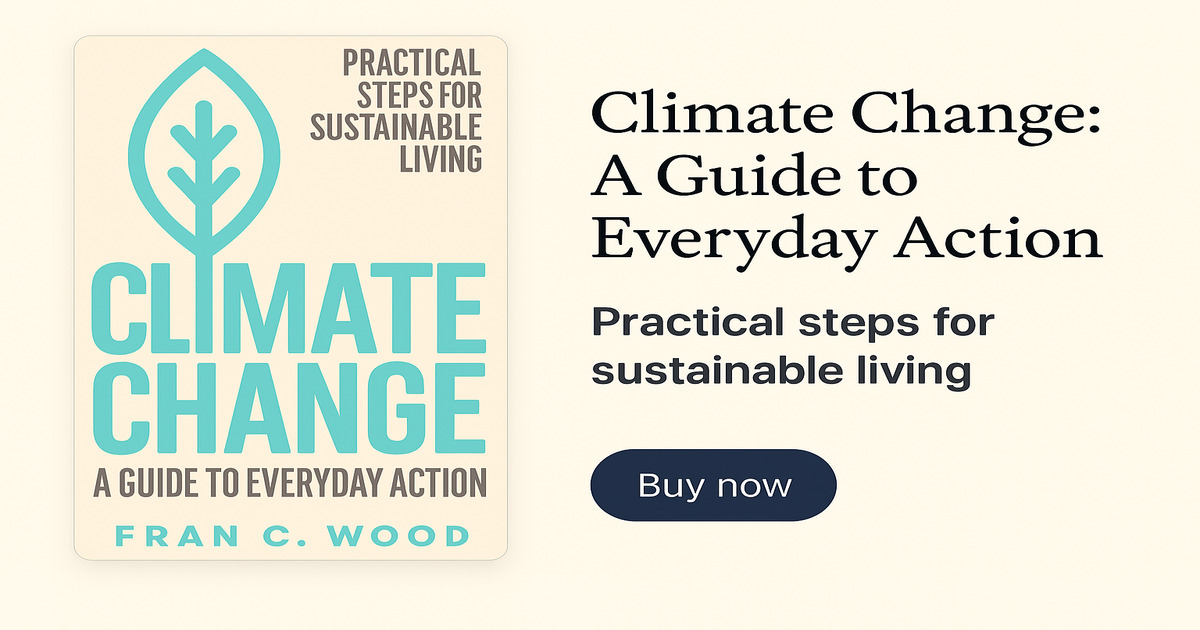 PRACTICAL
STEPS FOR
SUSTAINABLE
LIVING
CLIMATE
CHANGE
A GUIDE TO EVERYDAY ACTION
FRAN C. WOOD
Climate Change:
A Guide to
Everyday Action
Practical steps for
sustainable living
Buy now